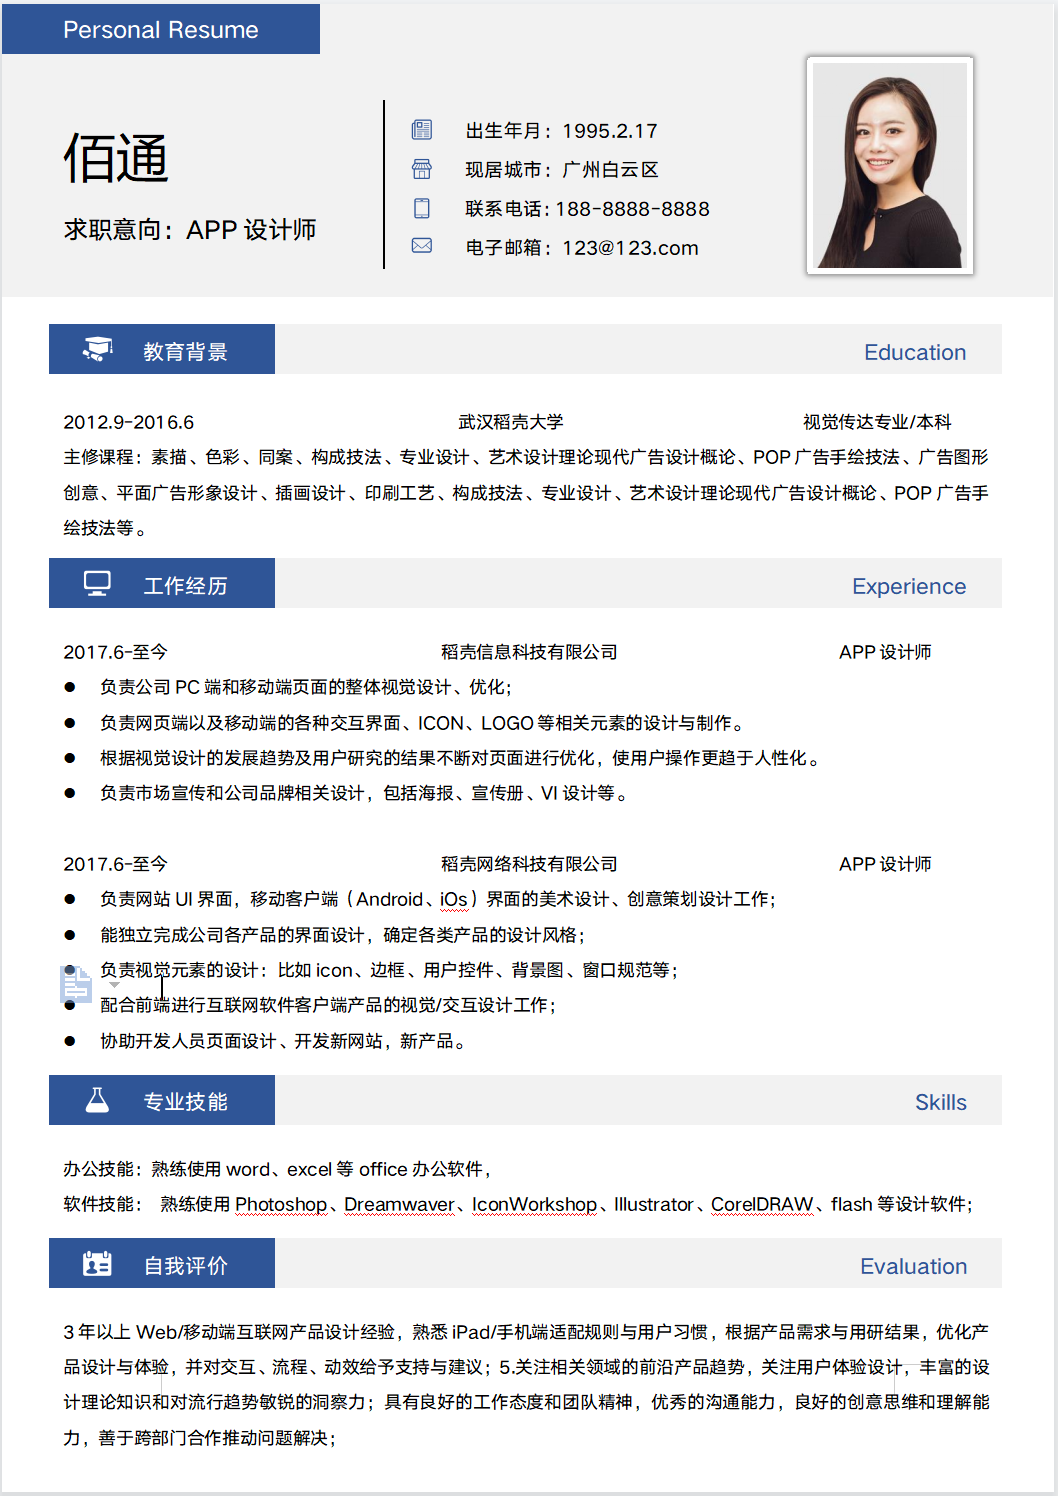 Personal Resume
佰通
求职意向：APP 设计师
出生年月：1995.2.17
现居城市：广州白云区
联系电话：188-8888-8888
电子邮箱：123@123.com
教育背景 Education
2012.9-2016.6 武汉稻壳大学 视觉传达专业/本科
主修课程：素描、色彩、同案、构成技法、专业设计、艺术设计理论现代广告设计概论、POP 广告手绘技法、广告图形
创意、平面广告形象设计、插画设计、印刷工艺、构成技法、专业设计、艺术设计理论现代广告设计概论、POP 广告手
绘技法等。
工作经历 Experience
2017.6-至今 稻壳信息科技有限公司 APP 设计师
● 负责公司 PC 端和移动端页面的整体视觉设计、优化；
● 负责网页端以及移动端的各种交互界面、ICON、LOGO 等相关元素的设计与制作。
● 根据视觉设计的发展趋势及用户研究的结果不断对页面进行优化，使用户操作更趋于人性化。
● 负责市场宣传和公司品牌相关设计，包括海报、宣传册、VI 设计等。
2017.6-至今 稻壳网络科技有限公司 APP 设计师
● 负责网站 UI 界面，移动客户端（Android、iOs）界面的美术设计、创意策划设计工作；
● 能独立完成公司各产品的界面设计，确定各类产品的设计风格；
● 负责视觉元素的设计：比如 icon、边框、用户控件、背景图、窗口规范等；
● 配合前端进行互联网软件客户端产品的视觉/交互设计工作；
● 协助开发人员页面设计、开发新网站，新产品。
专业技能 Skills
办公技能：熟练使用 word、excel 等 office 办公软件，
软件技能： 熟练使用 Photoshop、Dreamwaver、IconWorkshop、Illustrator、CorelDRAW、flash 等设计软件；
自我评价 Evaluation
3 年以上 Web/移动端互联网产品设计经验，熟悉 iPad/手机端适配规则与用户习惯，根据产品需求与用研结果，优化产
品设计与体验，并对交互、流程、动效给予支持与建议；5.关注相关领域的前沿产品趋势，关注用户体验设计，丰富的设
计理论知识和对流行趋势敏锐的洞察力；具有良好的工作态度和团队精神，优秀的沟通能力，良好的创意思维和理解能
力，善于跨部门合作推动问题解决；